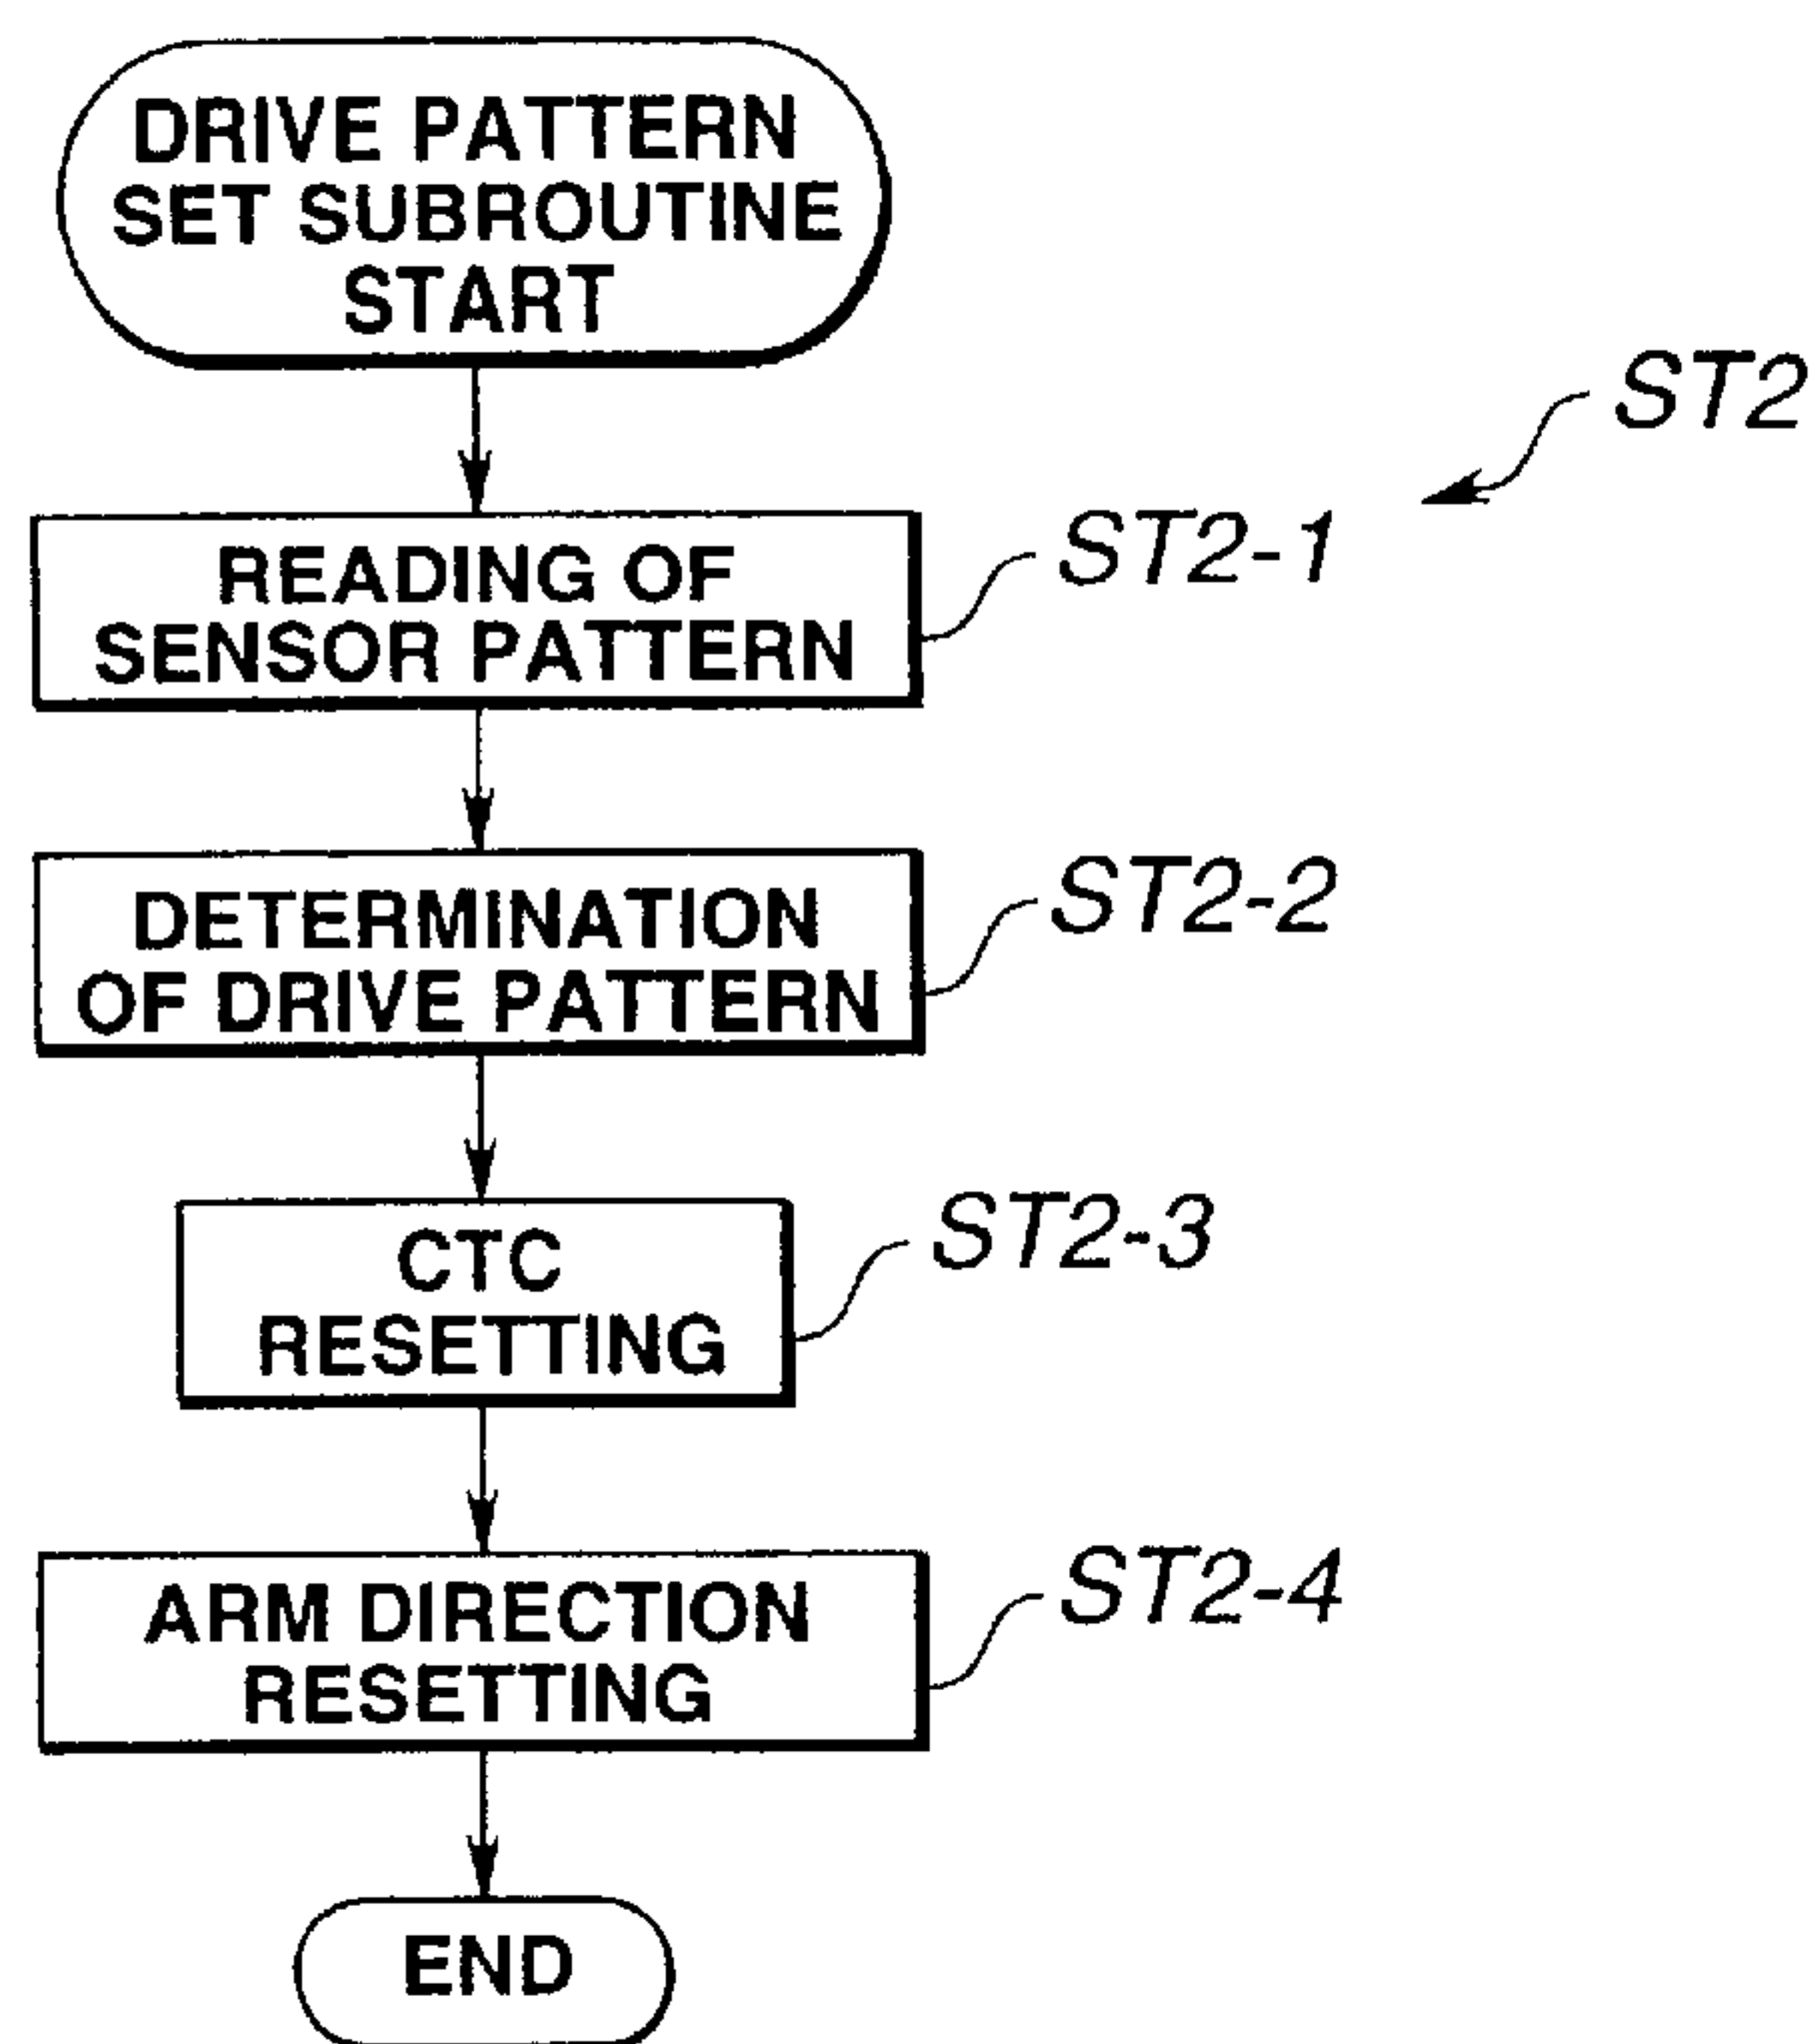 DRIVE PATTERN
SET SUBROUTINE
START
ST2
READING OF
SENSOR PATTERN
ST2-1
DETERMINATION
OF DRIVE PATTERN
ST2-2
CTC
RESETTING
ST2-3
ARM DIRECTION
RESETTING
ST2-4
END